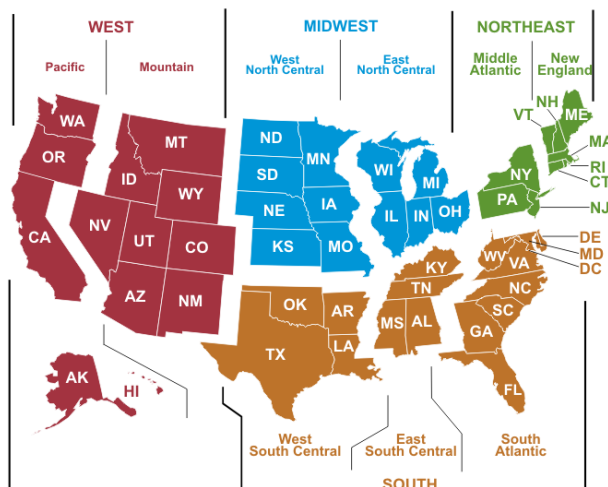 WEST
MIDWEST
NORTHEAST
Pacific
Mountain
West
North Central
East
North Central
Middle
Atlantic
New
England
WA
OR
CA
NV
ID
MT
WY
UT
CO
AZ
NM
AK
HI
ND
SD
NE
KS
MN
IA
MO
WI
IL
MI
IN
OH
NH
VT
ME
MA
RI
CT
NY
PA
NJ
DE
MD
DC
WV
VA
KY
TN
NC
SC
GA
FL
MS
AL
OK
AR
TX
LA
West
South Central
East
South Central
South
Atlantic
SOUTH